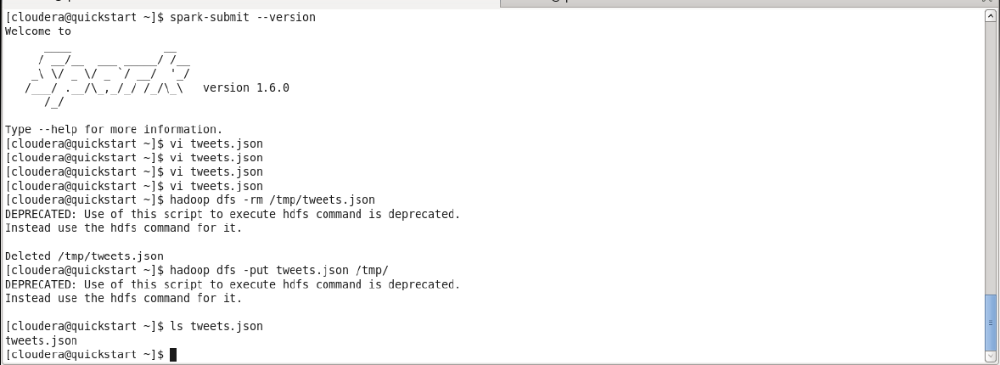 [cloudera@quickstart ~]$ spark-submit --version
Welcome to
      ____              __
     / __/__  ___ _____/ /__
    _\ \/ _ \/ _ `/ __/  '_/
   /___/ .__/\_,_/_/ /_/\_\   version 1.6.0
      /_/
Type --help for more information.
[cloudera@quickstart ~]$ vi tweets.json
[cloudera@quickstart ~]$ vi tweets.json
[cloudera@quickstart ~]$ vi tweets.json
[cloudera@quickstart ~]$ vi tweets.json
[cloudera@quickstart ~]$ hadoop dfs -rm /tmp/tweets.json
DEPRECATED: Use of this script to execute hdfs command is deprecated.
Instead use the hdfs command for it.
Deleted /tmp/tweets.json
[cloudera@quickstart ~]$ hadoop dfs -put tweets.json /tmp/
DEPRECATED: Use of this script to execute hdfs command is deprecated.
Instead use the hdfs command for it.
[cloudera@quickstart ~]$ ls tweets.json
tweets.json
[cloudera@quickstart ~]$